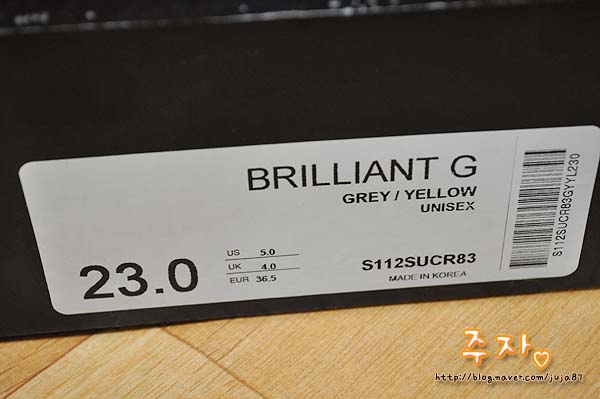 BRILLIANT G
GREY / YELLOW
UNISEX
23.0
US 5.0
UK 4.0
EUR 36.5
S112SUCR83
MADE IN KOREA
S112SUCR83GYYL230
주자♡
http://blog.naver.com/juja87